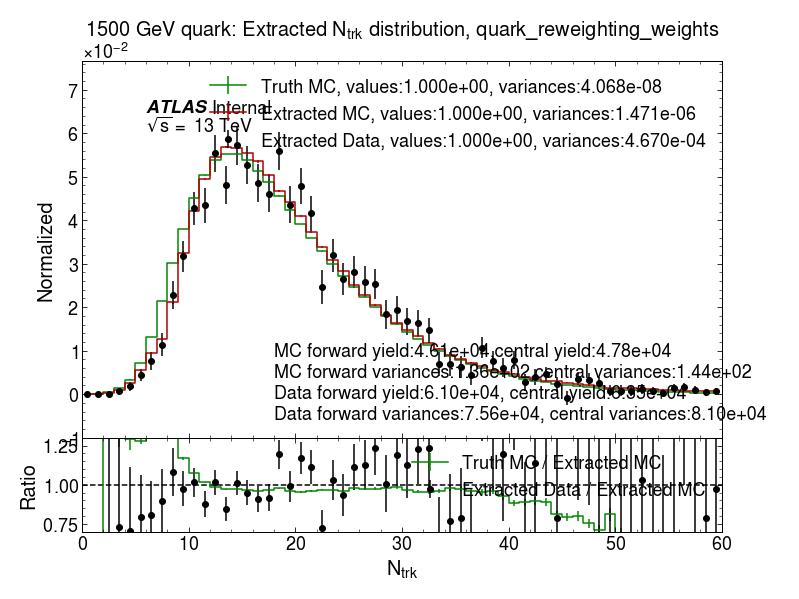 1500 GeV quark: Extracted Ntrk distribution, quark_reweighting_weights
×10−2
Truth MC, values:1.000e+00, variances:4.068e-08
ATLAS Internal
Extracted MC, values:1.000e+00, variances:1.471e-06
√s = 13 TeV
Extracted Data, values:1.000e+00, variances:4.670e-04
7
6
5
4
3
2
1
0
−1
Normalized
MC forward yield:4.61e+04, central yield:4.78e+04
MC forward variances:1.36e+02, central variances:1.44e+02
Data forward yield:6.10e+04, central yield:
Data forward variances:7.56e+04, central variances:8.10e+04
1.25
1.00
0.75
Ratio
Truth MC / Extracted MC
Extracted Data / Extracted MC
0 10 20 30 40 50 60
Ntrk